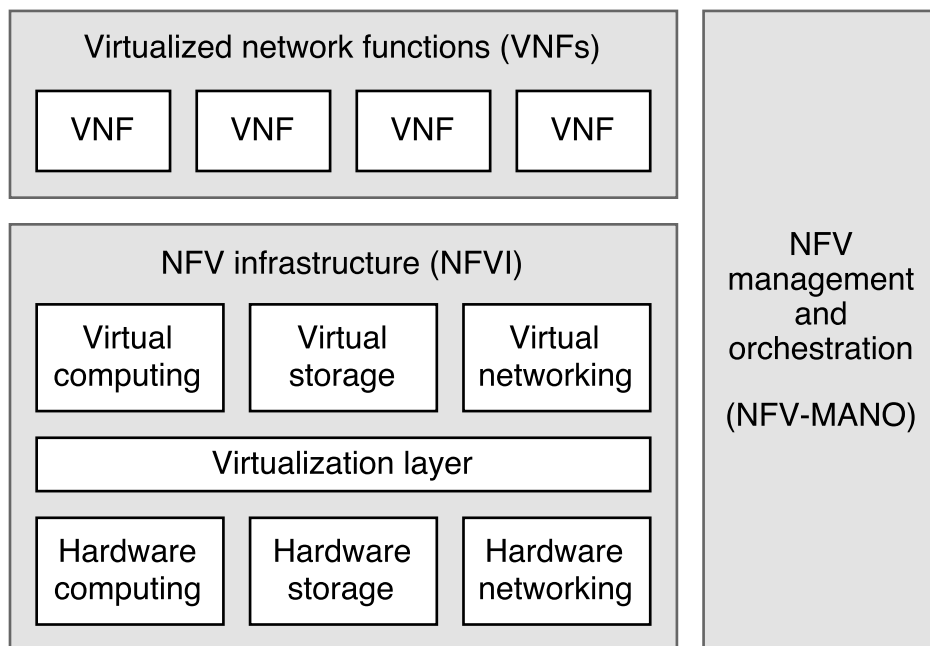 Virtualized network functions (VNFs)
VNF
VNF
VNF
VNF
NFV infrastructure (NFVI)
Virtual
computing
Virtual
storage
Virtual
networking
Virtualization layer
Hardware
computing
Hardware
storage
Hardware
networking
NFV
management
and
orchestration
(NFV-MANO)